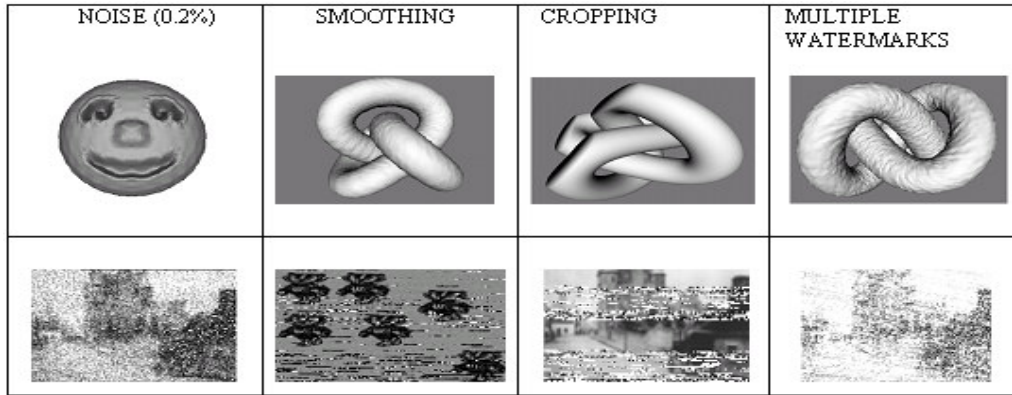 NOISE (0.2%)
SMOOTHING
CROPPING
MULTIPLE
WATERMARKS